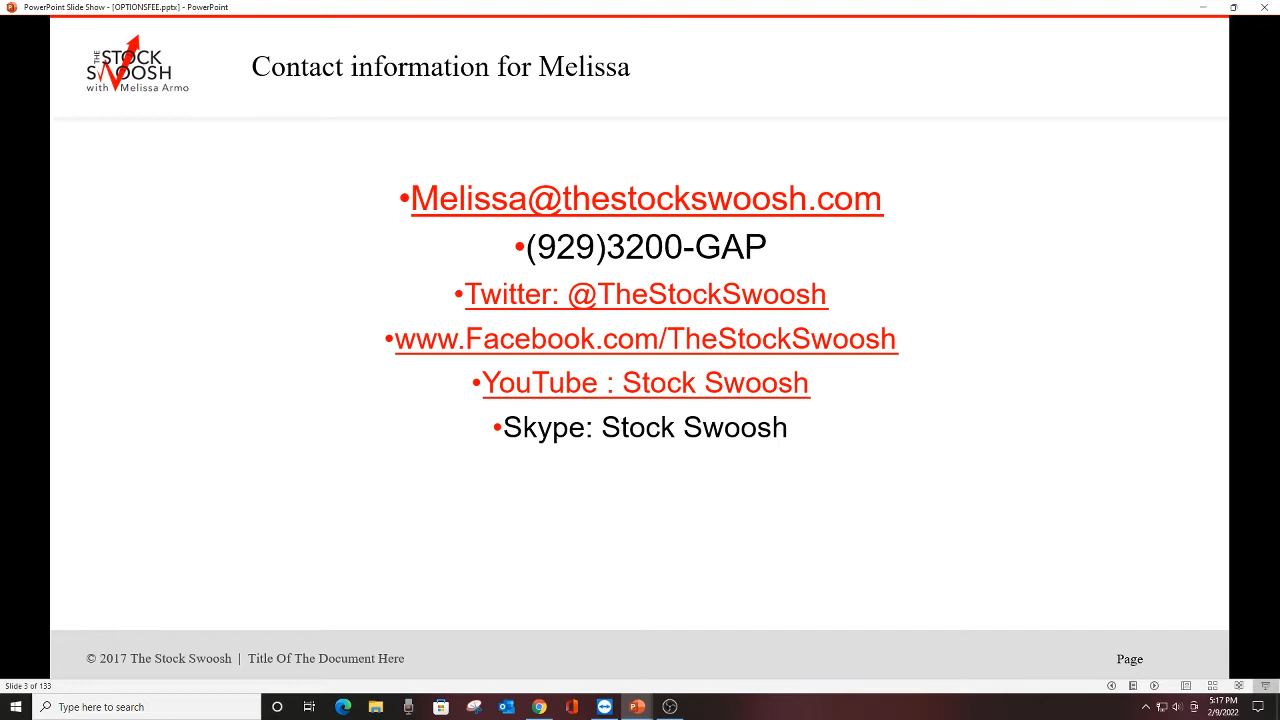 PowerPoint Slide Show - [OPTIONSFEE.pptx] - PowerPoint
THE STOCK
SWOOSH
with Melissa Armo
Contact information for Melissa
•Melissa@thestockswoosh.com
•(929)3200-GAP
•Twitter: @TheStockSwoosh
•www.Facebook.com/TheStockSwoosh
•YouTube : Stock Swoosh
•Skype: Stock Swoosh
© 2017 The Stock Swoosh | Title Of The Document Here
Page
Slide 3 of 133
Type here to search
5:17 PM
2/9/2022